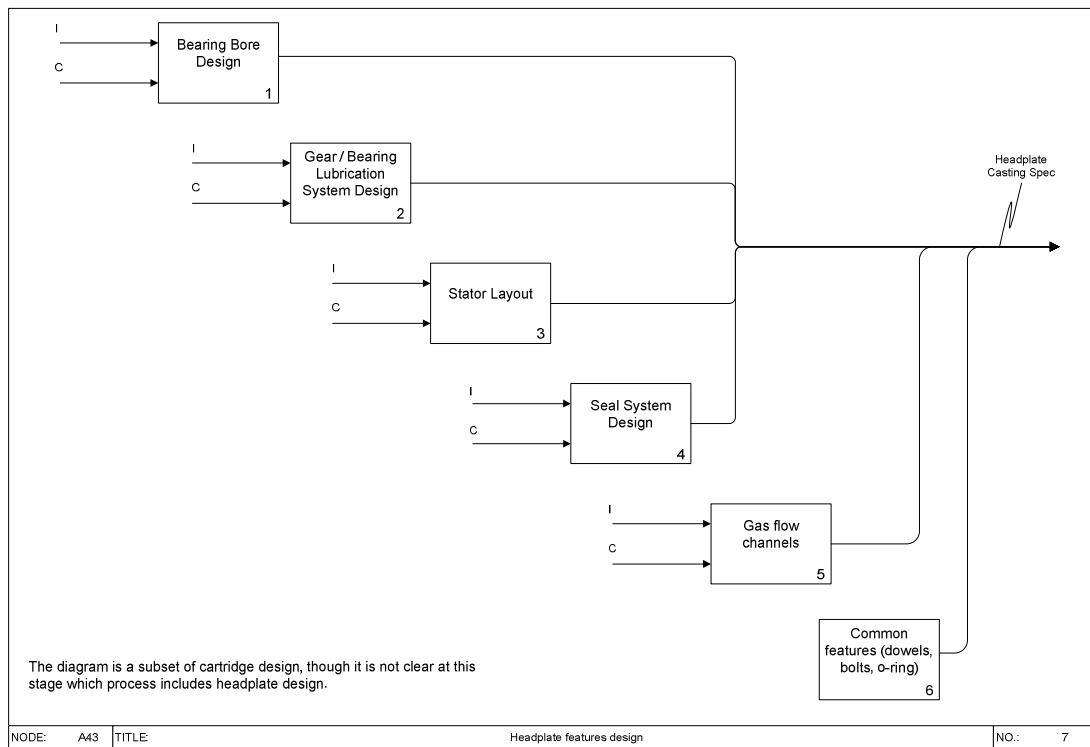 I
C
Bearing Bore
Design
1
I
C
Gear / Bearing
Lubrication
System Design
2
Headplate
Casting Spec
I
C
Stator Layout
3
I
C
Seal System
Design
4
I
C
Gas flow
channels
5
Common
features (dowels,
bolts, o-ring)
6
The diagram is a subset of cartridge design, though it is not clear at this
stage which process includes headplate design.
NODE: A43 TITLE: Headplate features design NO.: 7